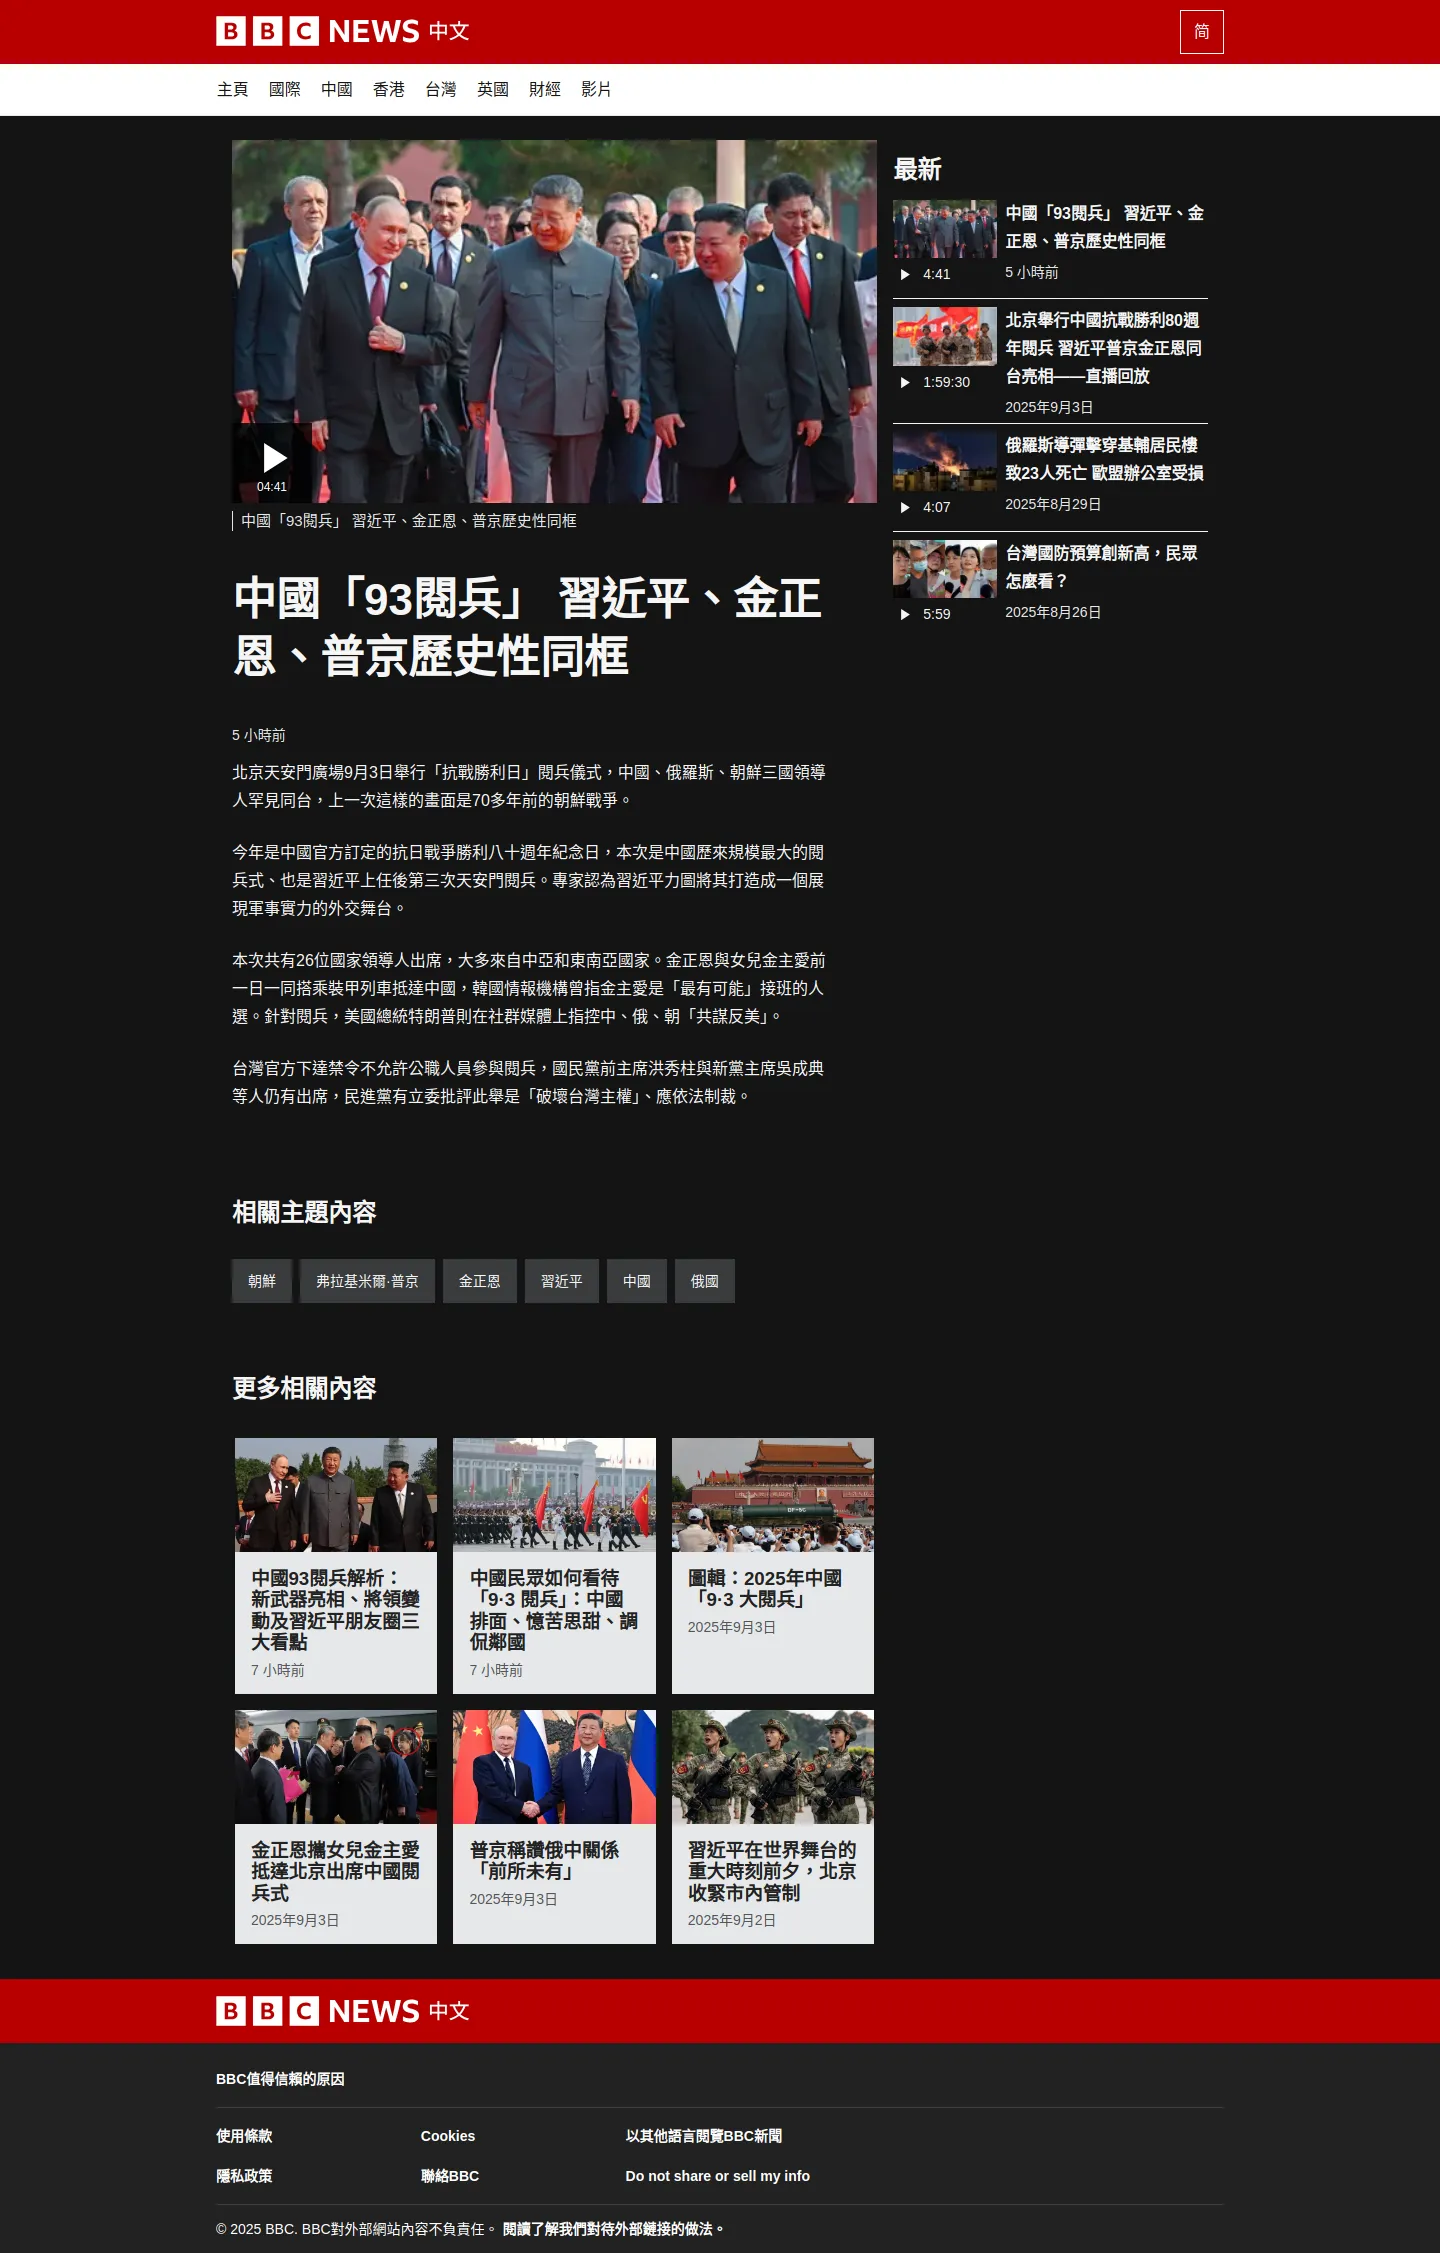 BBC NEWS 中文
简
主頁 國際 中國 香港 台灣 英國 財經 影片
04:41
中國「93閱兵」 習近平、金正恩、普京歷史性同框
中國「93閱兵」 習近平、金正
恩、普京歷史性同框
5 小時前
北京天安門廣場9月3日舉行「抗戰勝利日」閱兵儀式，中國、俄羅斯、朝鮮三國領導
人罕見同台，上一次這樣的畫面是70多年前的朝鮮戰爭。
今年是中國官方訂定的抗日戰爭勝利八十週年紀念日，本次是中國歷來規模最大的閱
兵式、也是習近平上任後第三次天安門閱兵。專家認為習近平力圖將其打造成一個展
現軍事實力的外交舞台。
本次共有26位國家領導人出席，大多來自中亞和東南亞國家。金正恩與女兒金主愛前
一日一同搭乘裝甲列車抵達中國，韓國情報機構曾指金主愛是「最有可能」接班的人
選。針對閱兵，美國總統特朗普則在社群媒體上指控中、俄、朝「共謀反美」。
台灣官方下達禁令不允許公職人員參與閱兵，國民黨前主席洪秀柱與新黨主席吳成典
等人仍有出席，民進黨有立委批評此舉是「破壞台灣主權」、應依法制裁。
最新
中國「93閱兵」 習近平、金
正恩、普京歷史性同框
4:41
5 小時前
北京舉行中國抗戰勝利80週
年閱兵 習近平普京金正恩同
台亮相——直播回放
1:59:30
2025年9月3日
俄羅斯導彈擊穿基輔居民樓
致23人死亡 歐盟辦公室受損
4:07
2025年8月29日
台灣國防預算創新高，民眾
怎麼看？
5:59
2025年8月26日
相關主題內容
朝鮮 弗拉基米爾·普京 金正恩 習近平 中國 俄國
更多相關內容
DF-5C
中國93閱兵解析：
新武器亮相、將領變
動及習近平朋友圈三
大看點
7 小時前
中國民眾如何看待
「9·3 閱兵」：中國
排面、憶苦思甜、調
侃鄰國
7 小時前
圖輯：2025年中國
「9·3 大閱兵」
2025年9月3日
金正恩攜女兒金主愛
抵達北京出席中國閱
兵式
2025年9月3日
普京稱讚俄中關係
「前所未有」
2025年9月3日
習近平在世界舞台的
重大時刻前夕，北京
收緊市內管制
2025年9月2日
BBC NEWS 中文
BBC值得信賴的原因
使用條款 Cookies 以其他語言閱覽BBC新聞
隱私政策 聯絡BBC Do not share or sell my info
© 2025 BBC. BBC對外部網站內容不負責任。 閱讀了解我們對待外部鏈接的做法。